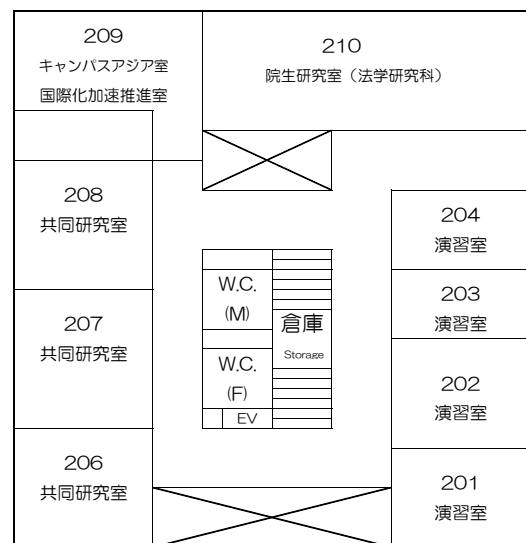 209
キャンパスアジア室
国際化加速推進室
210
院生研究室（法学研究科）
208
共同研究室
204
演習室
W.C.
(M)
倉庫
Storage
203
演習室
207
共同研究室
W.C.
(F)
EV
202
演習室
206
共同研究室
201
演習室